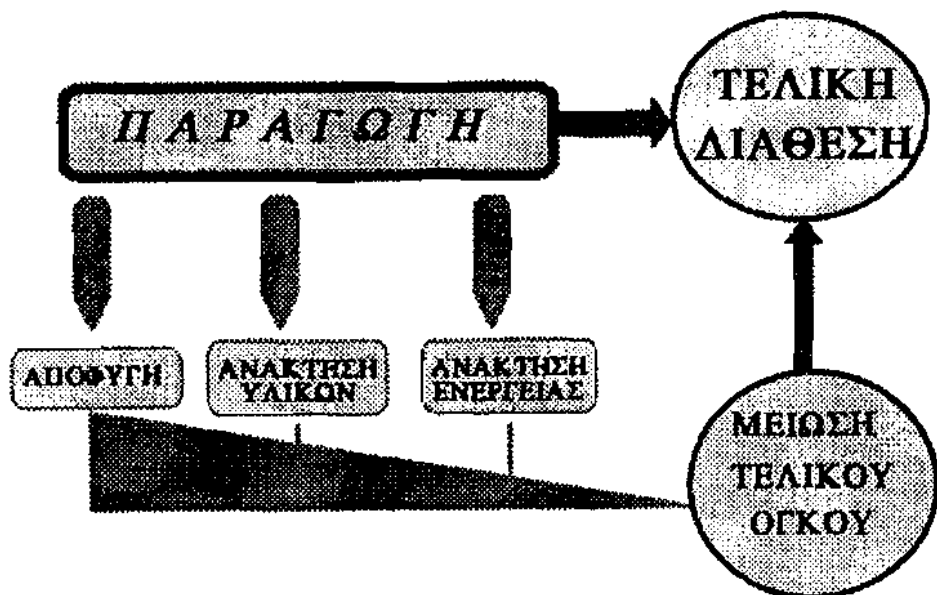 ΠΑΡΑΓΩΓΗ
ΤΕΛΙΚΗ
ΔΙΑΘΕΣΗ
ΑΠΟΦΥΓΗ
ΑΝΑΚΤΗΣΗ
ΥΛΙΚΩΝ
ΑΝΑΚΤΗΣΗ
ΕΝΕΡΓΕΙΑΣ
ΜΕΙΩΣΗ
ΤΕΛΙΚΟΥ
ΟΓΚΟΥ